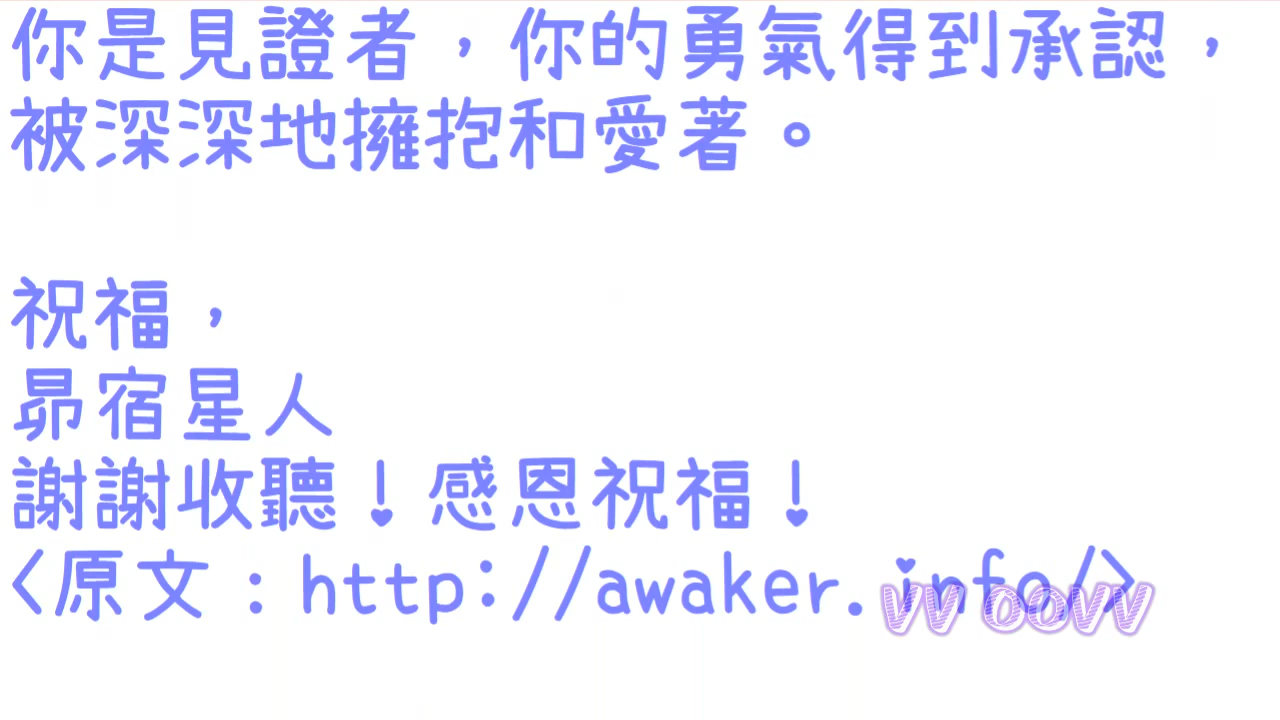 你是見證者，你的勇氣得到承認，
被深深地擁抱和愛著。
祝福，
昴宿星人
謝謝收聽！感恩祝福！
<原文：http://awaker.info/>
VV OOVV